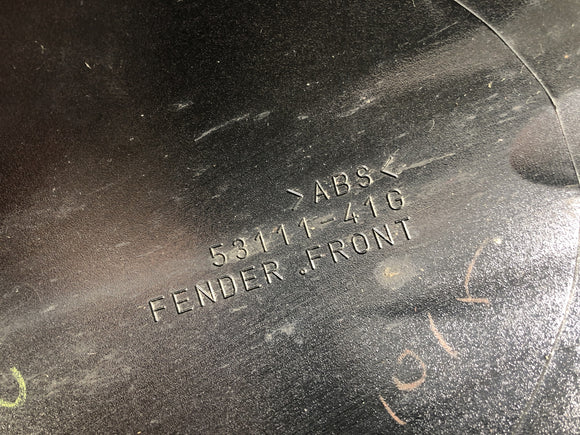 >ABS<
53111-41G
FENDER .FRONT